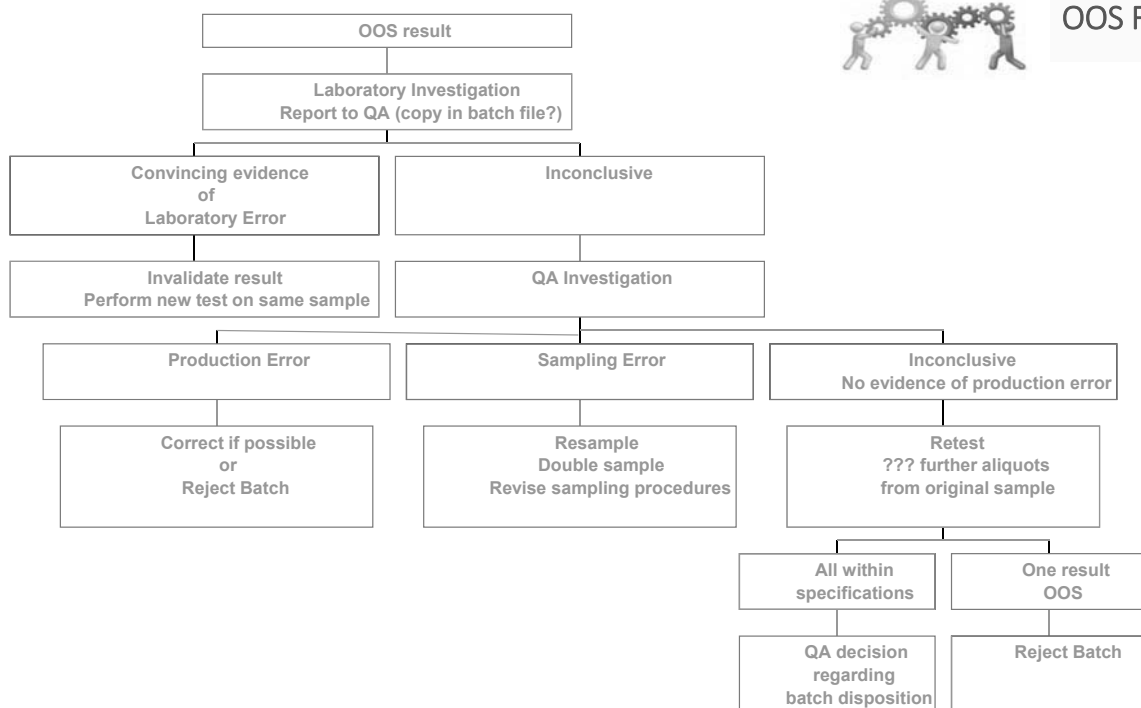 OOS F
OOS result
Laboratory Investigation
Report to QA (copy in batch file?)
Convincing evidence
of
Laboratory Error
Inconclusive
Invalidate result
Perform new test on same sample
QA Investigation
Production Error
Sampling Error
Inconclusive
No evidence of production error
Correct if possible
or
Reject Batch
Resample
Double sample
Revise sampling procedures
Retest
??? further aliquots
from original sample
All within
specifications
One result
OOS
QA decision
regarding
batch disposition
Reject Batch